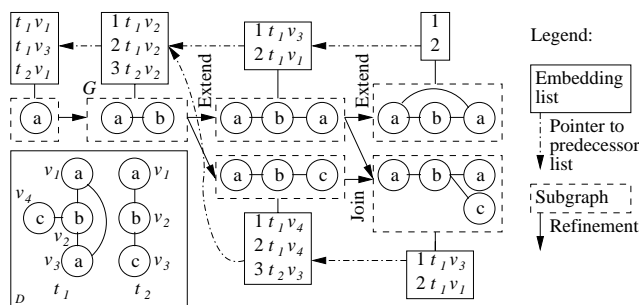 t1 v1
t1 v3
t2 v1
1 t1 v2
2 t1 v2
3 t2 v2
1 t1 v3
2 t1 v1
1
2
G
Extend
Extend
a
a b
a b a
a b a
a b c
a b a
c
Join
1 t1 v4
2 t1 v4
3 t2 v3
1 t1 v3
2 t1 v1
v1 a
v4 c
b
v2
v3 a
t1
a v1
b v2
c v3
t2
D
Legend:
Embedding
list
Pointer to
predecessor
list
Subgraph
Refinement